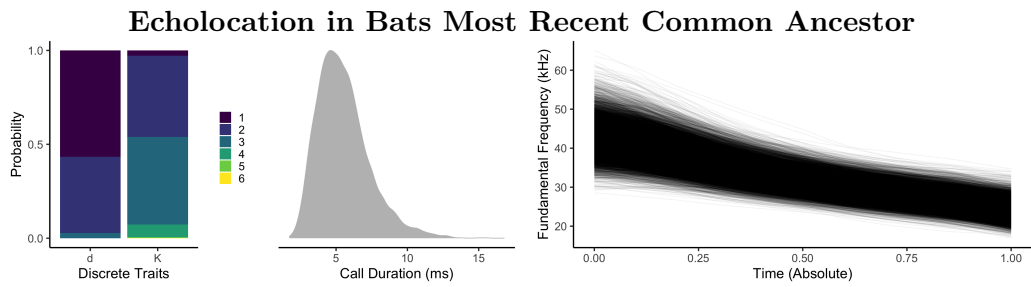 Echolocation in Bats Most Recent Common Ancestor
Probability
1.0
0.5
0.0
d K
Discrete Traits
1
2
3
4
5
6
5 10 15
Call Duration (ms)
Fundamental Frequency (kHz)
60
50
40
30
20
0.00 0.25 0.50 0.75 1.00
Time (Absolute)